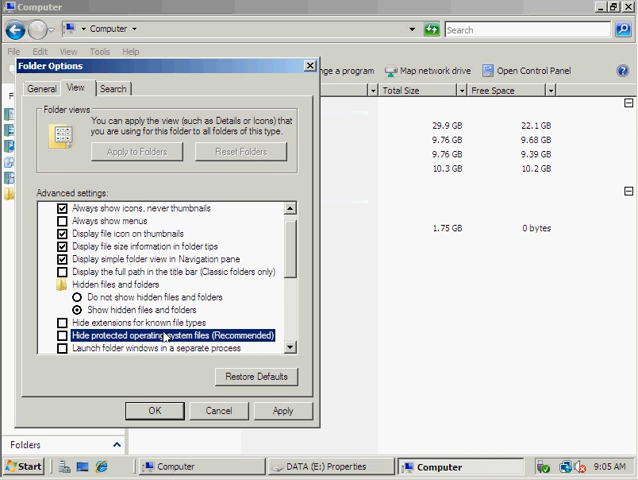 Computer
Computer
Search
File Edit View Tools Help
Folder Options
ge a program Map network drive Open Control Panel
General View Search
Total Size Free Space
Folder views
You can apply the view (such as Details or Icons) that
you are using for this folder to all folders of this type.
Apply to Folders Reset Folders
29.9 GB 22.1 GB
9.76 GB 9.68 GB
9.76 GB 9.39 GB
10.3 GB 10.2 GB
1.75 GB 0 bytes
Advanced settings:
Always show icons, never thumbnails
Always show menus
Display file icon on thumbnails
Display file size information in folder tips
Display simple folder view in Navigation pane
Display the full path in the title bar (Classic folders only)
Hidden files and folders
Do not show hidden files and folders
Show hidden files and folders
Hide extensions for known file types
Hide protected operating system files (Recommended)
Launch folder windows in a separate process
Restore Defaults
OK Cancel Apply
Folders
Start Computer DATA (E:) Properties Computer 9:05 AM